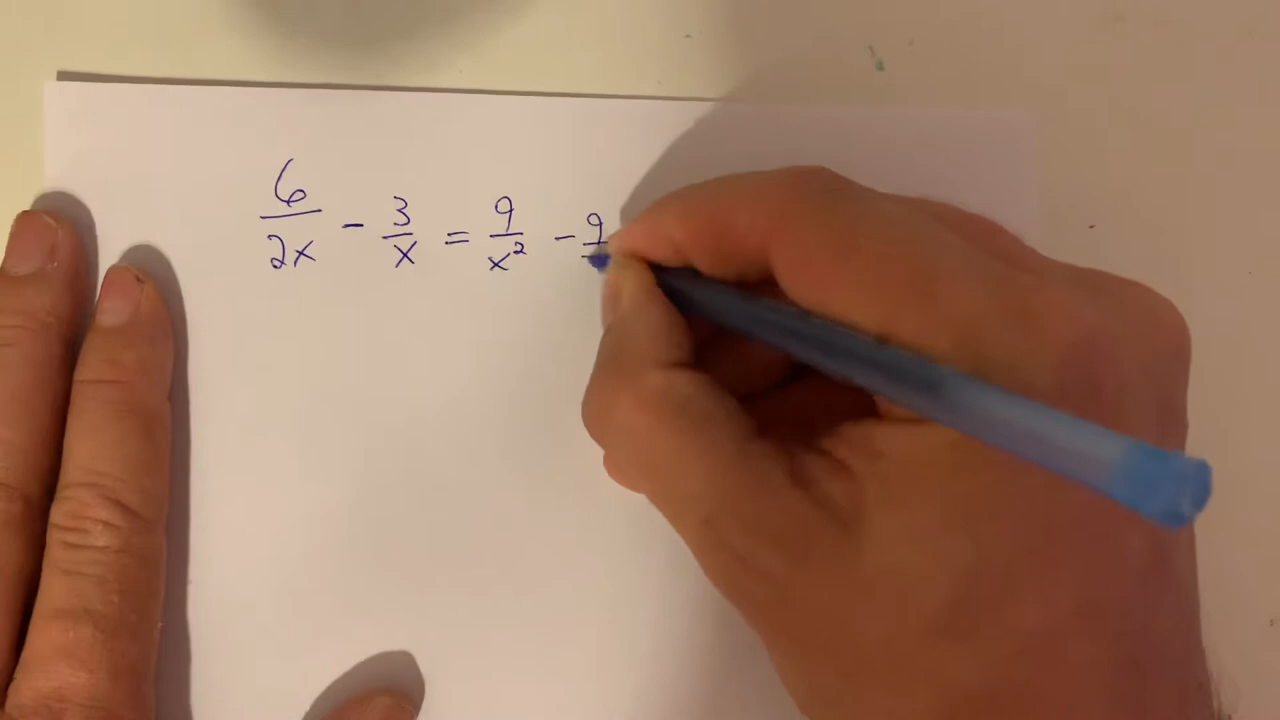 6/2x - 3/x = 9/x² - 9/